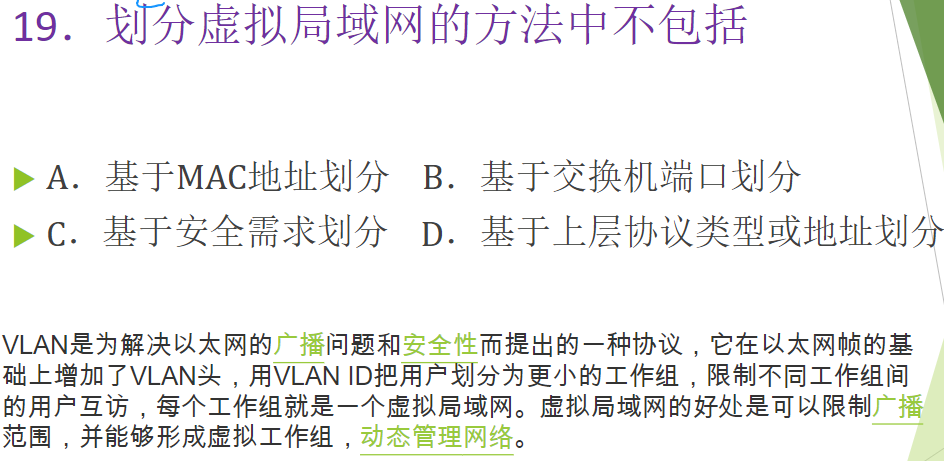 19．划分虚拟局域网的方法中不包括
A．基于MAC地址划分 B．基于交换机端口划分
C．基于安全需求划分 D．基于上层协议类型或地址划分
VLAN是为解决以太网的广播问题和安全性而提出的一种协议，它在以太网帧的基
础上增加了VLAN头，用VLAN ID把用户划分为更小的工作组，限制不同工作组间
的用户互访，每个工作组就是一个虚拟局域网。虚拟局域网的好处是可以限制广播
范围，并能够形成虚拟工作组，动态管理网络。